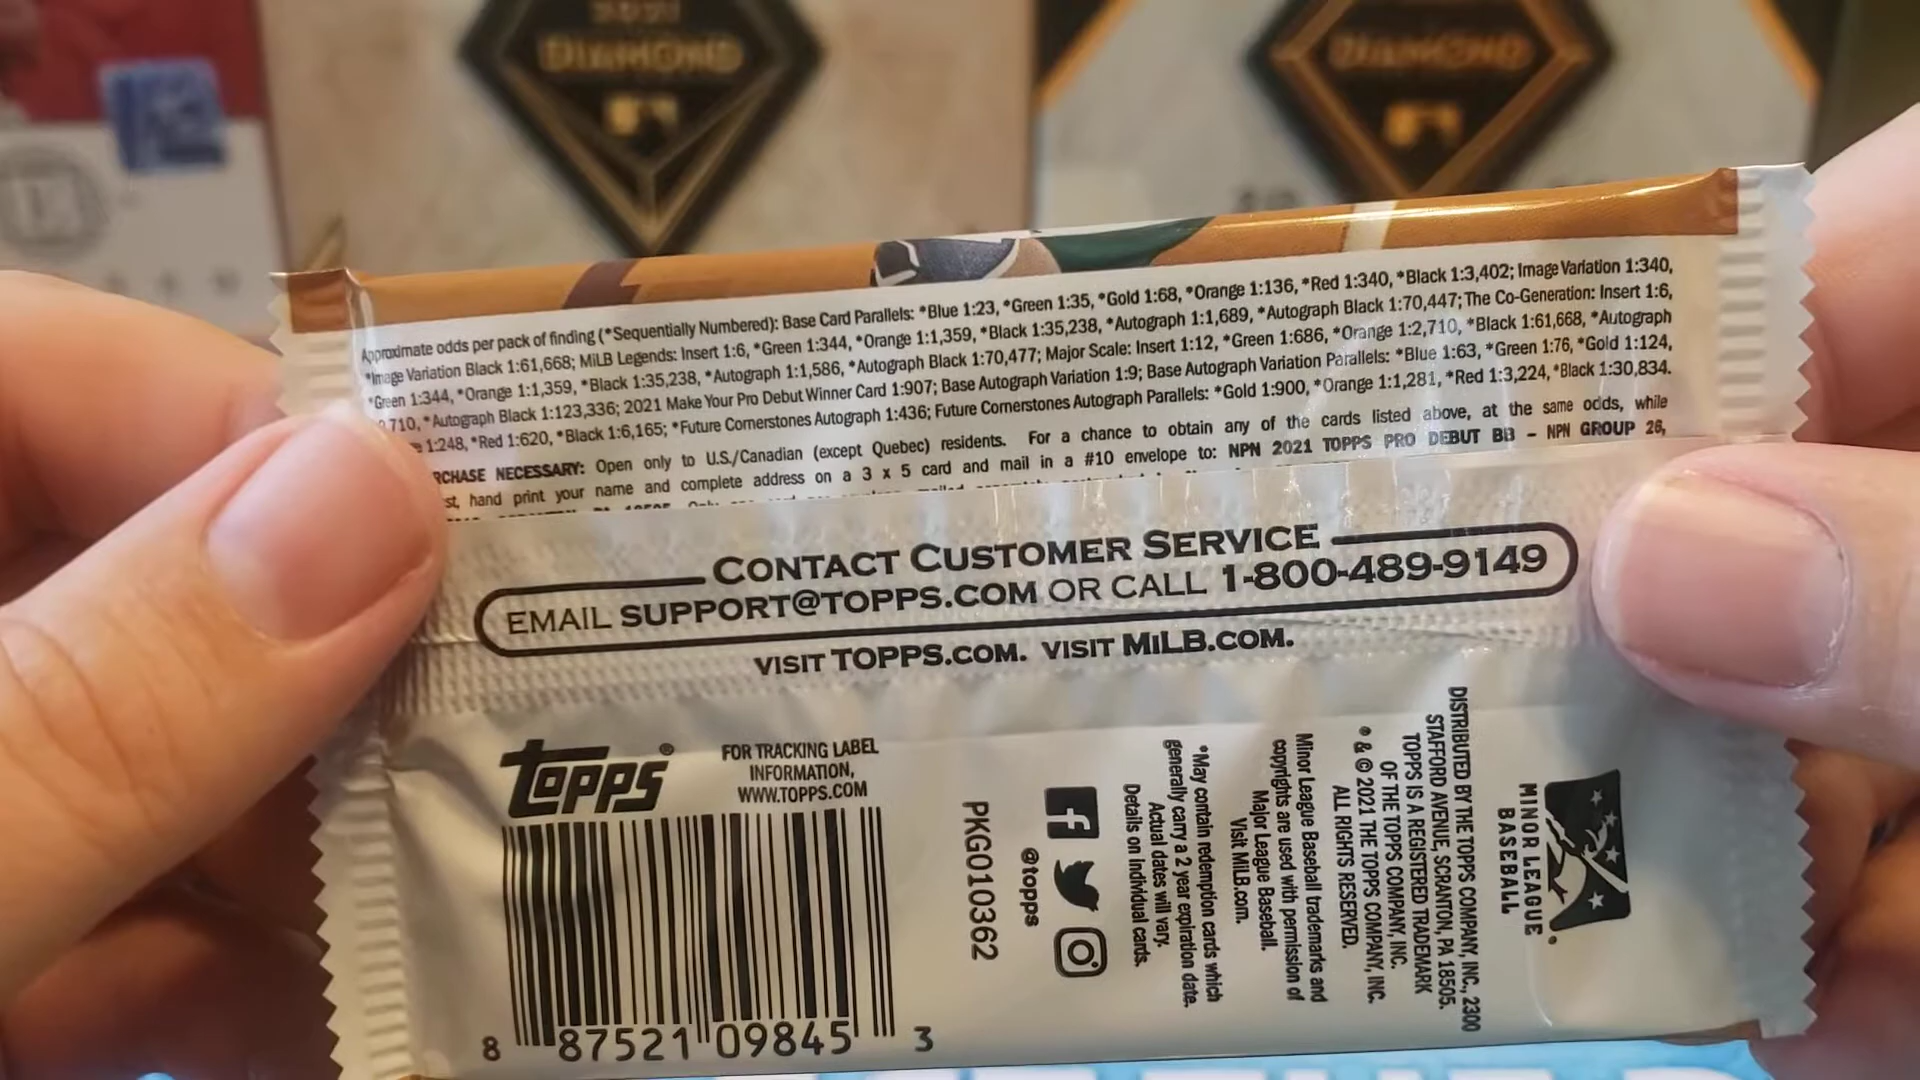 2021
DIAMOND
DIAMOND
Approximate odds per pack of finding (*Sequentially Numbered): Base Card Parallels: *Blue 1:23, *Green 1:35, *Gold 1:68, *Orange 1:136, *Red 1:340, *Black 1:3,402; Image Variation 1:340,
*Image Variation Black 1:61,668; MiLB Legends: Insert 1:6, *Green 1:344, *Orange 1:1,359, *Black 1:35,238, *Autograph 1:1,689, *Autograph Black 1:70,447; The Co-Generation: Insert 1:6,
*Green 1:344, *Orange 1:1,359, *Black 1:35,238, *Autograph 1:1,586, *Autograph Black 1:70,477; Major Scale: Insert 1:12, *Green 1:686, *Orange 1:2,710, *Black 1:61,668, *Autograph
710, *Autograph Black 1:123,336; 2021 Make Your Pro Debut Winner Card 1:907; Base Autograph Variation 1:9; Base Autograph Variation Parallels: *Blue 1:63, *Green 1:76, *Gold 1:124,
1:248, *Red 1:620, *Black 1:6,165; *Future Cornerstones Autograph 1:436; Future Cornerstones Autograph Parallels: *Gold 1:900, *Orange 1:1,281, *Red 1:3,224, *Black 1:30,834.
RCHASE NECESSARY: Open only to U.S./Canadian (except Quebec) residents. For a chance to obtain any of the cards listed above, at the same odds, while
st, hand print your name and complete address on a 3 x 5 card and mail in a #10 envelope to: NPN 2021 TOPPS PRO DEBUT BB – NPN GROUP 26,
CONTACT CUSTOMER SERVICE
EMAIL SUPPORT@TOPPS.COM OR CALL 1-800-489-9149
VISIT TOPPS.COM. VISIT MiLB.COM.
TOPPS®
FOR TRACKING LABEL
INFORMATION,
WWW.TOPPS.COM
8 87521 09845 3
PKG010362
@topps
*May contain redemption cards which
generally carry a 2 year expiration date.
Actual dates will vary.
Details on individual cards.
Minor League Baseball trademarks and
copyrights are used with permission of
Major League Baseball.
Visit MiLB.com.
DISTRIBUTED BY THE TOPPS COMPANY, INC., 2300
STAFFORD AVENUE, SCRANTON, PA 18505.
TOPPS IS A REGISTERED TRADEMARK
OF THE TOPPS COMPANY, INC.
® & © 2021 THE TOPPS COMPANY, INC.
ALL RIGHTS RESERVED.
MINOR LEAGUE
BASEBALL